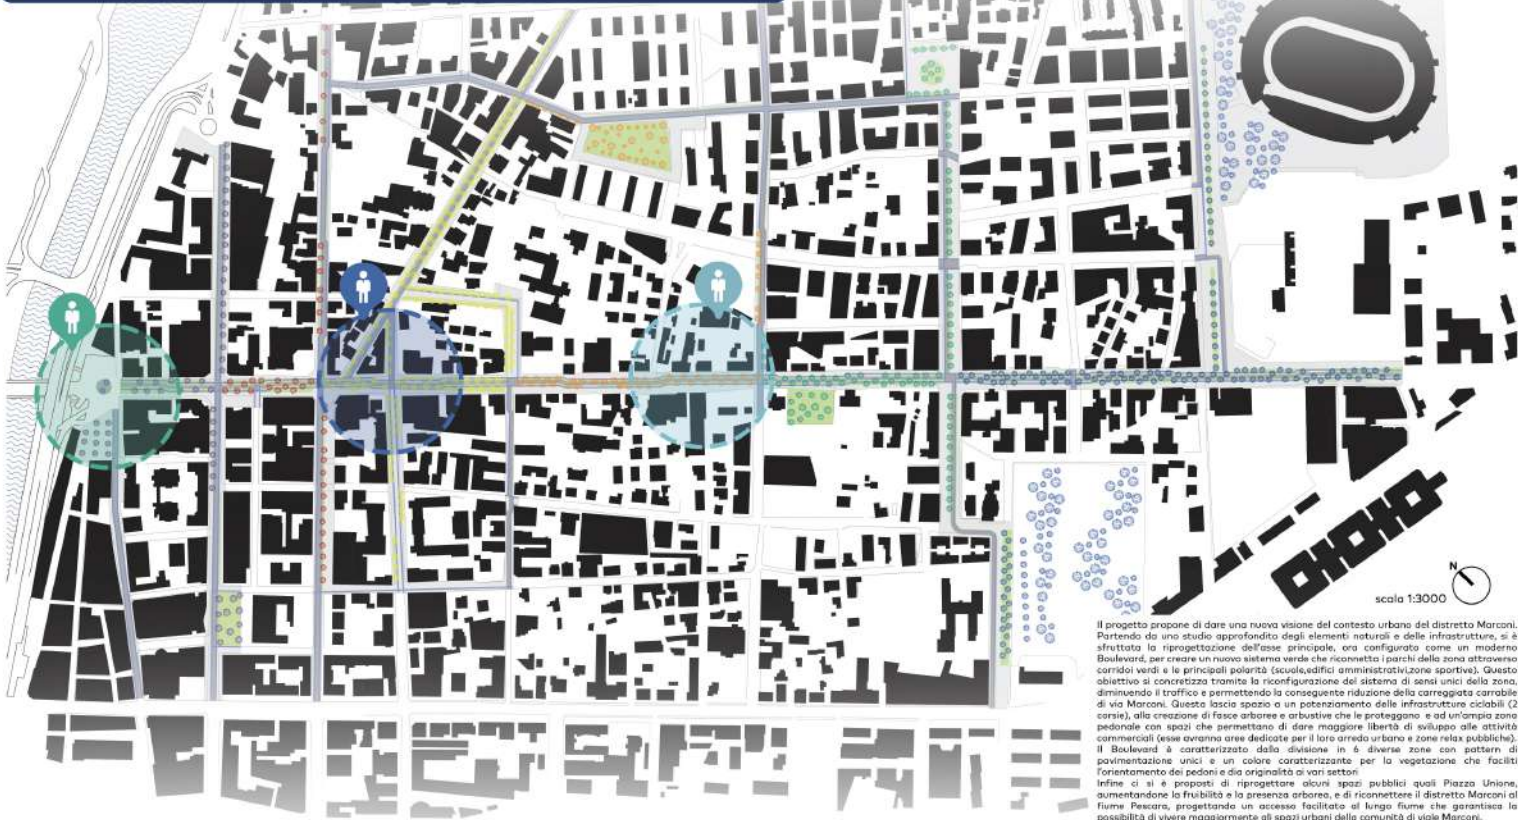 N
scala 1:3000
Il progetto propone di dare una nuova visione del contesto urbano del distretto Marconi.
Partendo da uno studio approfondito degli elementi naturali e delle infrastrutture, si è
sfruttata la riprogettazione dell'asse principale, ora configurato come un moderno
Boulevard, per creare un nuovo sistema verde che riconnetta i parchi della zona attraverso
corridoi verdi e le principali polarità (scuole,edifici amministrativi,zone sportive). Questo
obiettivo si concretizza tramite la riconfigurazione del sistema di sensi unici della zona,
diminuendo il traffico e permettendo la conseguente riduzione della carreggiata carrabile
di via Marconi. Questa lascia spazio a un potenziamento delle infrastrutture ciclabili (2
corsie), alla creazione di fasce arboree e arbustive che le proteggano e ad un'ampia zona
pedonale con spazi che permettano di dare maggiore libertà di sviluppo alle attività
commerciali (esse avranno aree dedicate per il loro arredo urbano e zone relax pubbliche).
Il Boulevard è caratterizzato dalla divisione in 6 diverse zone con pattern di
pavimentazione unici e un colore caratterizzante per la vegetazione che faciliti
l'orientamento dei pedoni e dia originalità ai vari settori
Infine ci si è proposti di riprogettare alcuni spazi pubblici quali Piazza Unione,
aumentandone la fruibilità e la presenza arborea, e di riconnettere il distretto Marconi al
fiume Pescara, progettando un accesso facilitato al lungo fiume che garantisca la
possibilità di vivere maggiormente gli spazi urbani della comunità di viale Marconi.